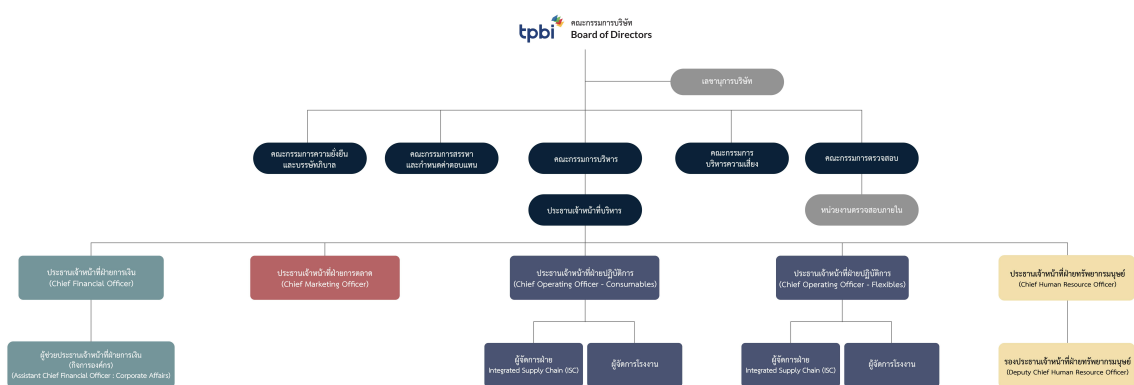 tpbi
คณะกรรมการบริษัท
Board of Directors
เลขานุการบริษัท
คณะกรรมการความยั่งยืน
และบรรษัทภิบาล
คณะกรรมการสรรหา
และกำหนดค่าตอบแทน
คณะกรรมการบริหาร
คณะกรรมการ
บริหารความเสี่ยง
คณะกรรมการตรวจสอบ
ประธานเจ้าหน้าที่บริหาร
หน่วยงานตรวจสอบภายใน
ประธานเจ้าหน้าที่ฝ่ายการเงิน
(Chief Financial Officer)
ประธานเจ้าหน้าที่ฝ่ายการตลาด
(Chief Marketing Officer)
ประธานเจ้าหน้าที่ฝ่ายปฏิบัติการ
(Chief Operating Officer - Consumables)
ประธานเจ้าหน้าที่ฝ่ายปฏิบัติการ
(Chief Operating Officer - Flexibles)
ประธานเจ้าหน้าที่ฝ่ายทรัพยากรมนุษย์
(Chief Human Resource Officer)
ผู้ช่วยประธานเจ้าหน้าที่ฝ่ายการเงิน
(กิจการองค์กร)
(Assistant Chief Financial Officer : Corporate Affairs)
ผู้จัดการฝ่าย
Integrated Supply Chain (ISC)
ผู้จัดการโรงงาน
ผู้จัดการฝ่าย
Integrated Supply Chain (ISC)
ผู้จัดการโรงงาน
รองประธานเจ้าหน้าที่ฝ่ายทรัพยากรมนุษย์
(Deputy Chief Human Resource Officer)